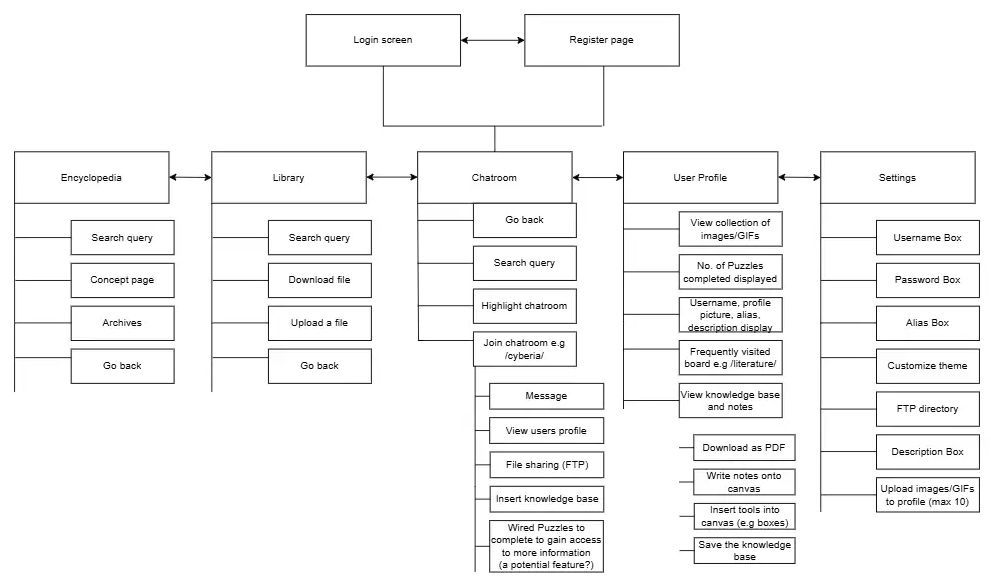 Login screen
Register page
Encyclopedia
Library
Chatroom
User Profile
Settings
Search query
Concept page
Archives
Go back
Search query
Download file
Upload a file
Go back
Go back
Search query
Highlight chatroom
Join chatroom e.g
/cyberia/
Message
View users profile
File sharing (FTP)
Insert knowledge base
Wired Puzzles to
complete to gain access
to more information
(a potential feature?)
View collection of
images/GIFs
No. of Puzzles
completed displayed
Username, profile
picture, alias,
description display
Frequently visited
board e.g /literature/
View knowledge base
and notes
Download as PDF
Write notes onto
canvas
Insert tools into
canvas (e.g boxes)
Save the knowledge
base
Username Box
Password Box
Alias Box
Customize theme
FTP directory
Description Box
Upload images/GIFs
to profile (max 10)